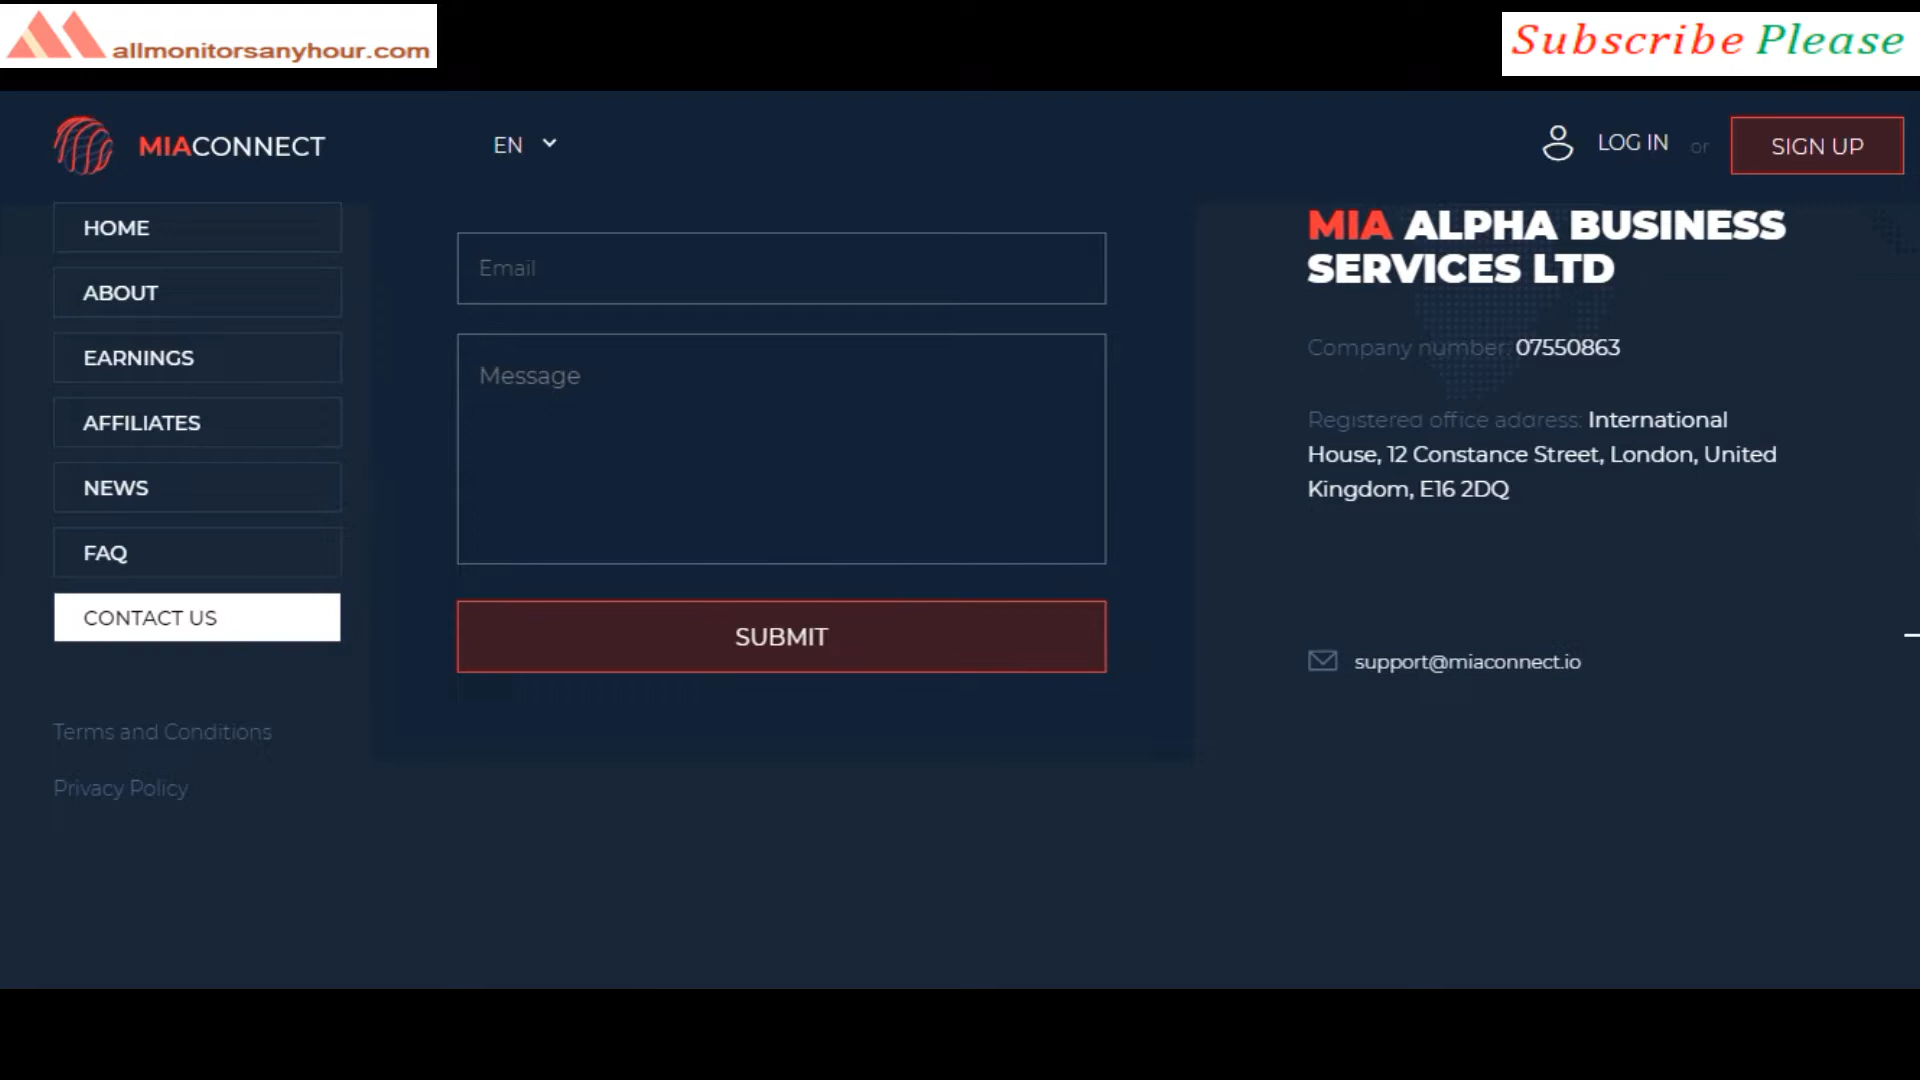 allmonitorsanyhour.com
Subscribe Please
MIACONNECT
EN
LOG IN or
SIGN UP
HOME
ABOUT
EARNINGS
AFFILIATES
NEWS
FAQ
CONTACT US
Terms and Conditions
Privacy Policy
Email
Message
SUBMIT
MIA ALPHA BUSINESS
SERVICES LTD
Company number: 07550863
Registered office address: International
House, 12 Constance Street, London, United
Kingdom, E16 2DQ
support@miaconnect.io